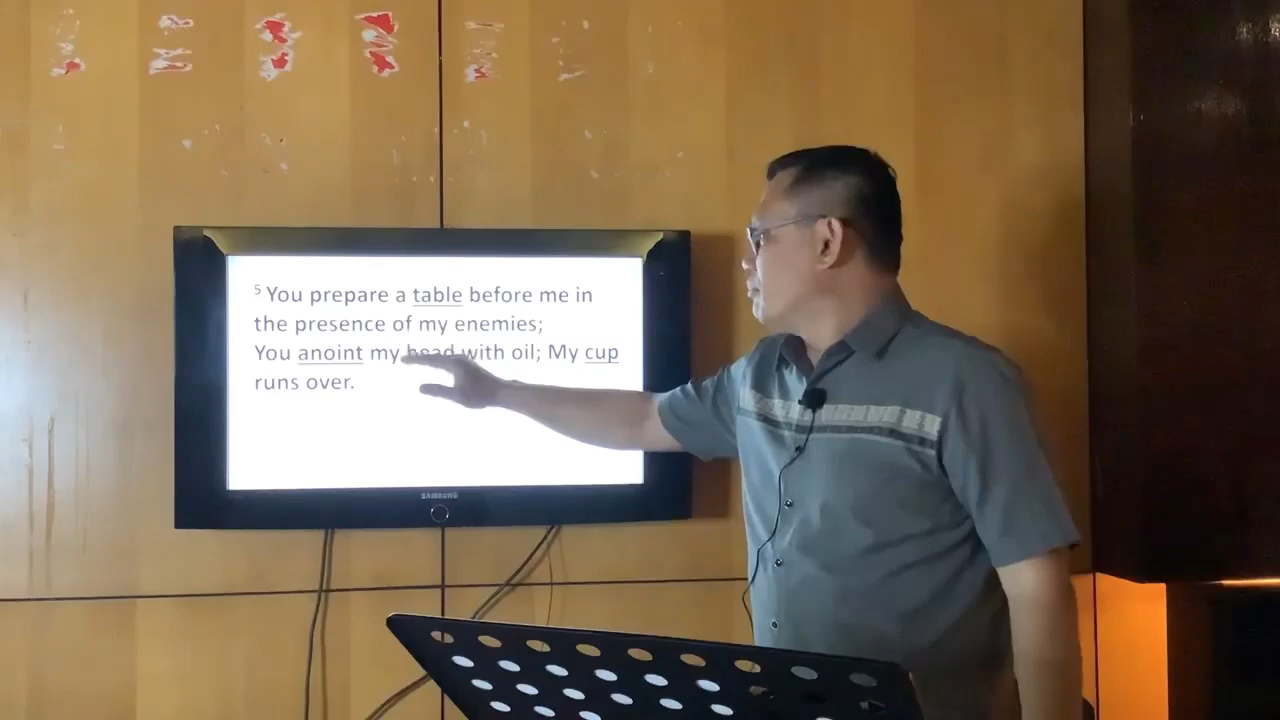 5 You prepare a table before me in
the presence of my enemies;
You anoint my head with oil; My cup
runs over.
SAMSUNG